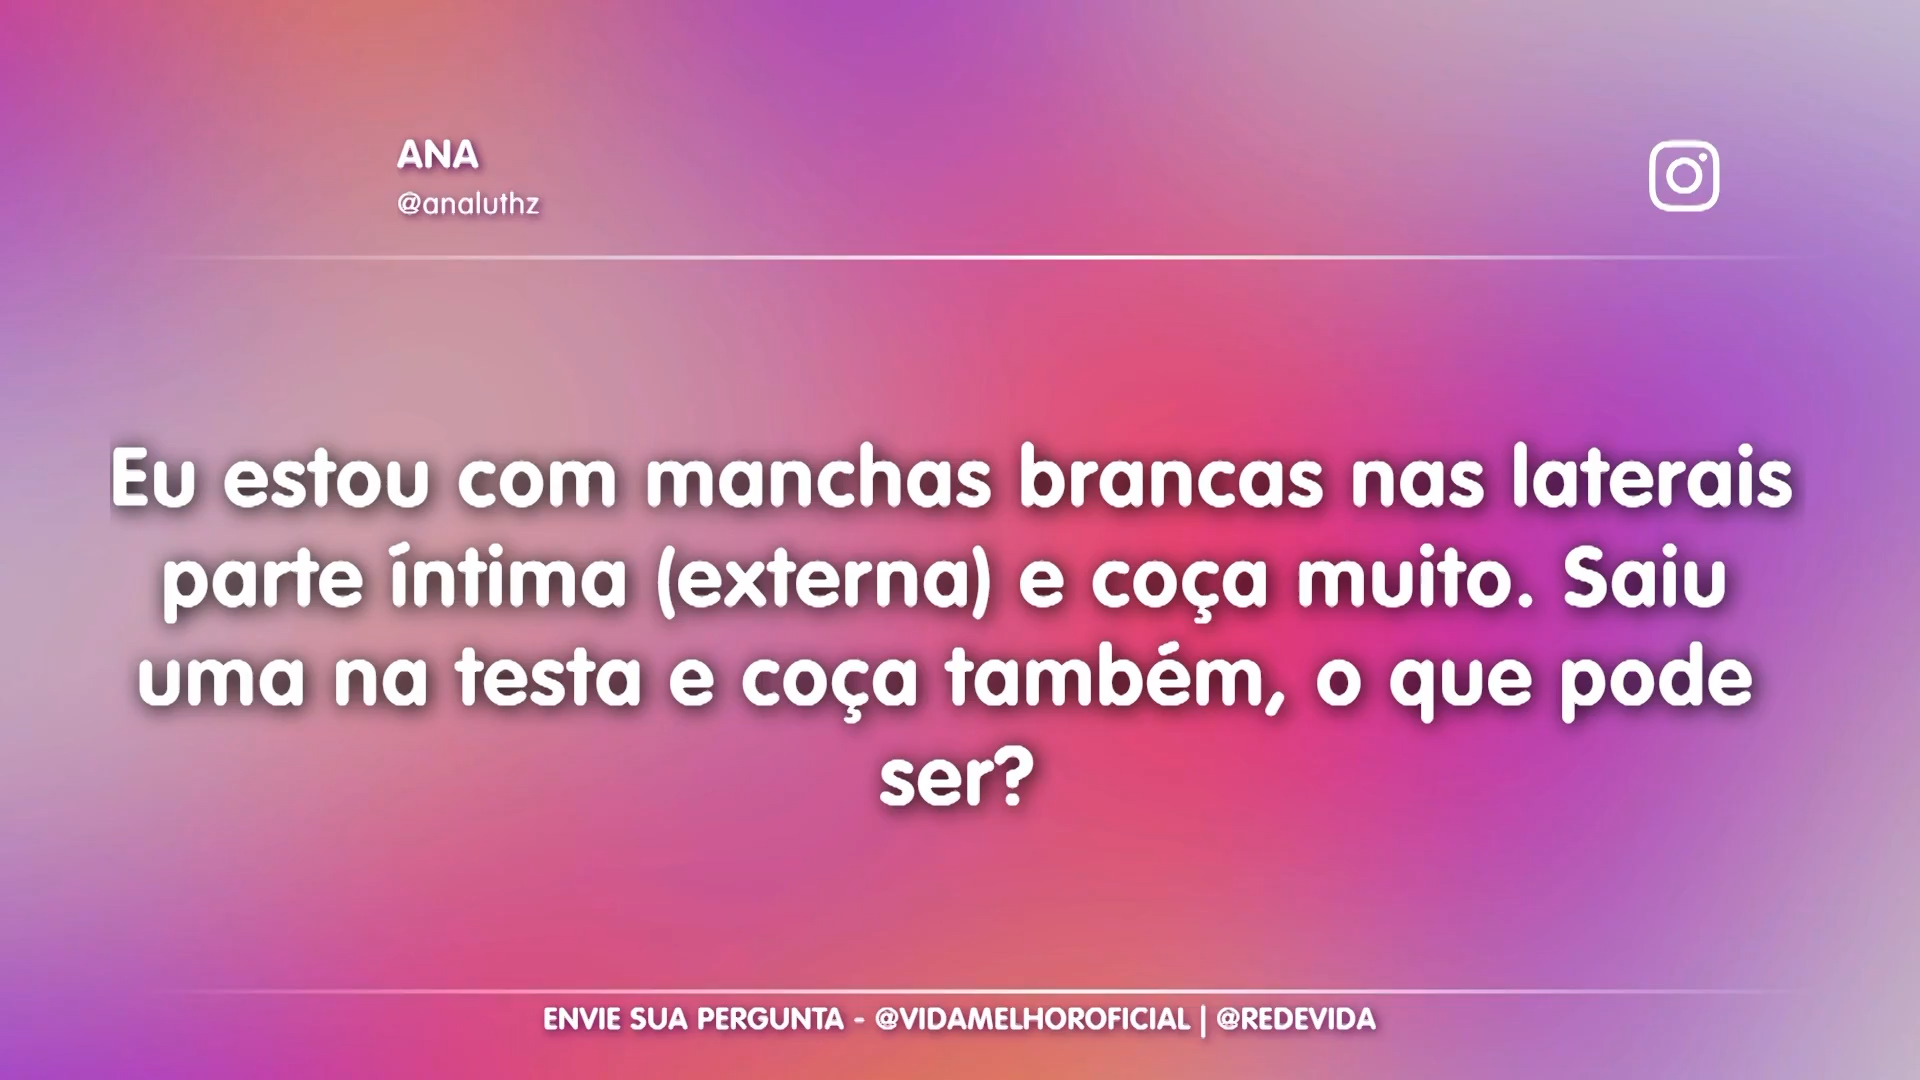 ANA
@analuthz
Eu estou com manchas brancas nas laterais
parte íntima (externa) e coça muito. Saiu
uma na testa e coça também, o que pode
ser?
ENVIE SUA PERGUNTA - @VIDAMELHOROFICIAL | @REDEVIDA